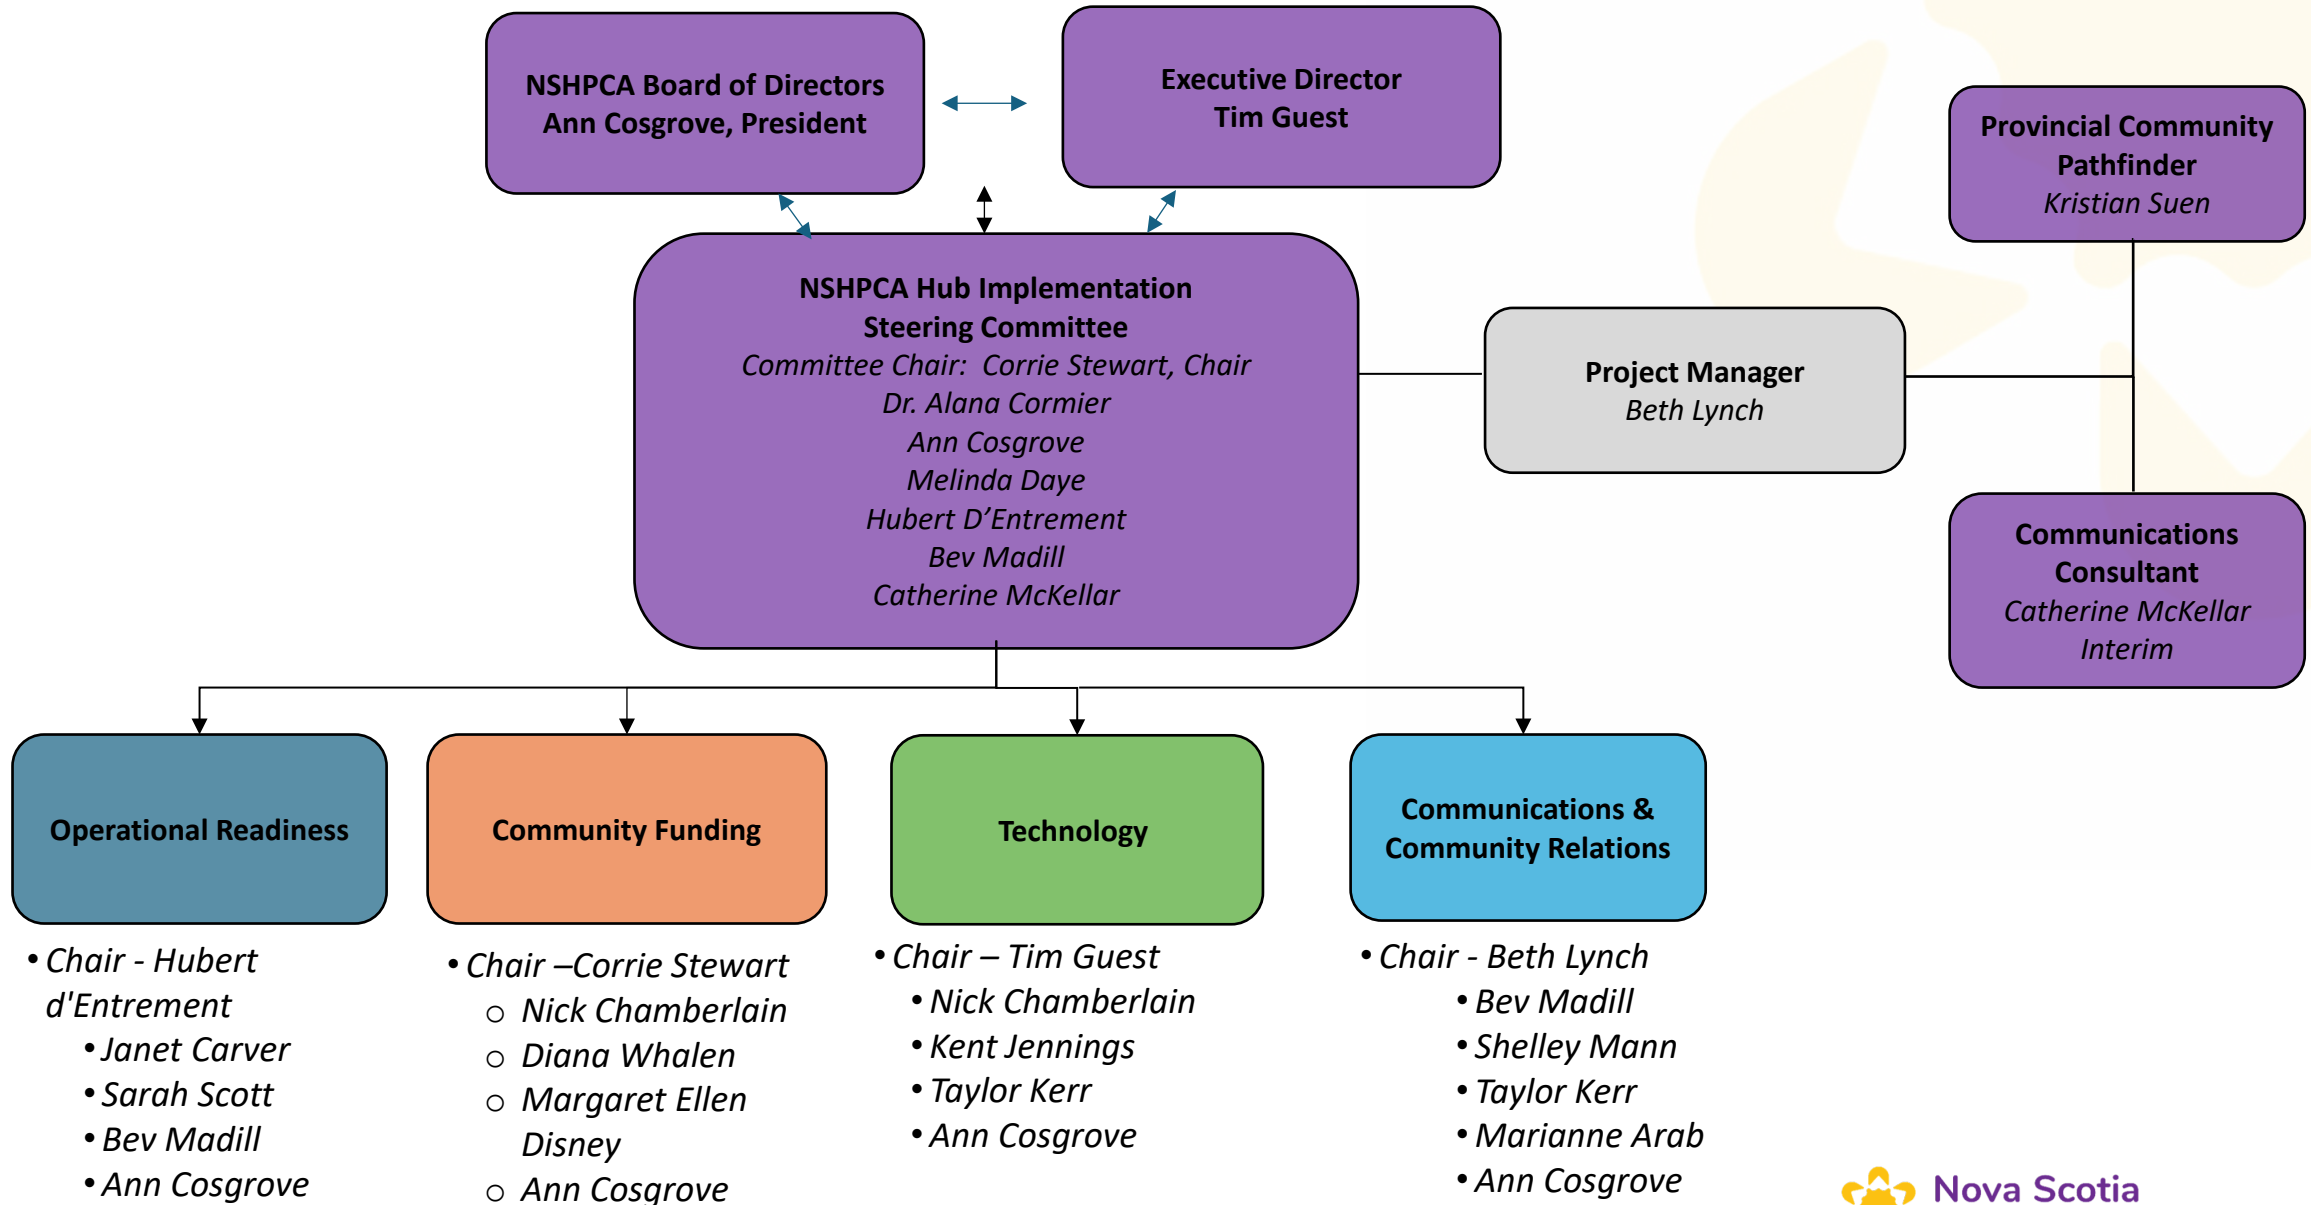 NSHPCA Board of Directors
Ann Cosgrove, President
Executive Director
Tim Guest
Provincial Community
Pathfinder
Kristian Suen
NSHPCA Hub Implementation
Steering Committee
Committee Chair:  Corrie Stewart, Chair
Dr. Alana Cormier
Ann Cosgrove
Melinda Daye
Hubert D’Entrement
Bev Madill
Catherine McKellar
Project Manager
Beth Lynch
Communications
Consultant
Catherine McKellar
Interim
Operational Readiness
• Chair - Hubert
d'Entrement
• Janet Carver
• Sarah Scott
• Bev Madill
• Ann Cosgrove
Community Funding
• Chair –Corrie Stewart
○ Nick Chamberlain
○ Diana Whalen
○ Margaret Ellen
Disney
○ Ann Cosgrove
Technology
• Chair – Tim Guest
• Nick Chamberlain
• Kent Jennings
• Taylor Kerr
• Ann Cosgrove
Communications &
Community Relations
• Chair - Beth Lynch
• Bev Madill
• Shelley Mann
• Taylor Kerr
• Marianne Arab
• Ann Cosgrove
Nova Scotia